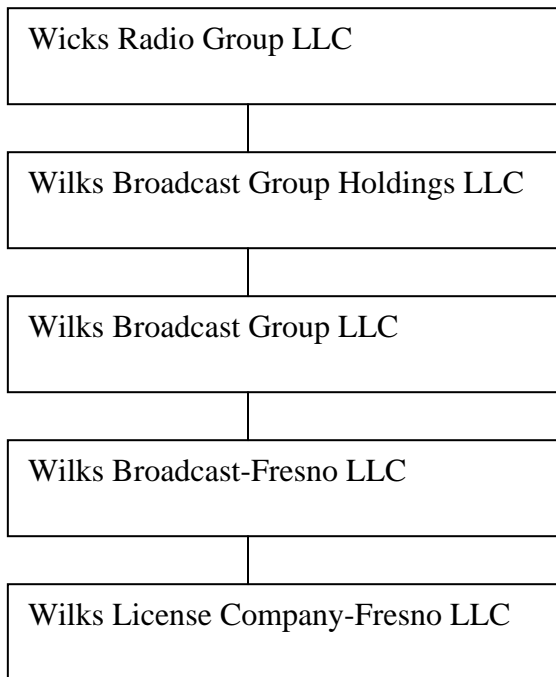 Wicks Radio Group LLC
Wilks Broadcast Group Holdings LLC
Wilks Broadcast Group LLC
Wilks Broadcast-Fresno LLC
Wilks License Company-Fresno LLC